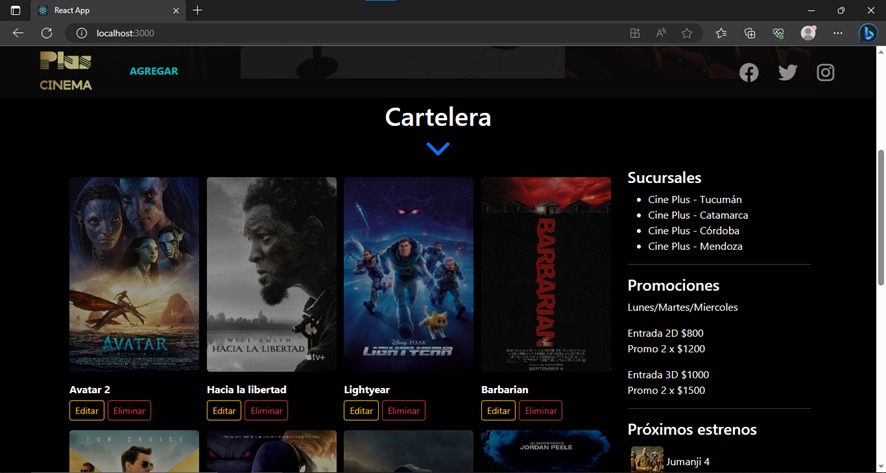 React App
localhost:3000
Plus
CINEMA
AGREGAR
Cartelera
AVATAR
WILL SMITH
HACIA LA LIBERTAD
tv+
Disney PIXAR
LIGHTYEAR
BARBARIAN
SEPTEMBER
Avatar 2
Editar
Eliminar
Hacia la libertad
Editar
Eliminar
Lightyear
Editar
Eliminar
Barbarian
Editar
Eliminar
TOM CRUISE
JORDAN PEELE
Sucursales
Cine Plus - Tucumán
Cine Plus - Catamarca
Cine Plus - Córdoba
Cine Plus - Mendoza
Promociones
Lunes/Martes/Miercoles
Entrada 2D $800
Promo 2 x $1200
Entrada 3D $1000
Promo 2 x $1500
Próximos estrenos
Jumanji 4